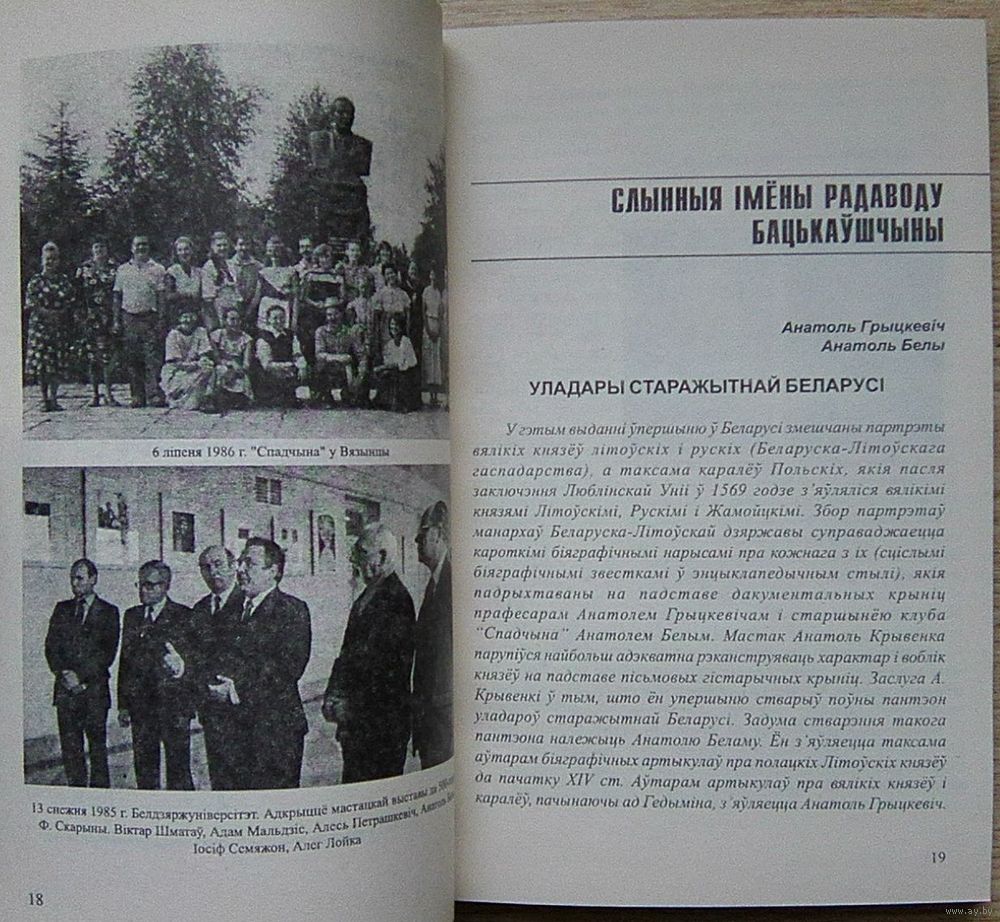 6 ліпеня 1986 г. "Спадчына" у Вязынцы
13 снежня 1985 г. Белдзяржуніверсітэт. Адкрыццё мастацкай выставы да 500-
Ф. Скарыны. Віктар Шматаў, Адам Мальдзіс, Алесь Петрашкевіч, Анатоль
Іосіф Семяжон, Алег Лойка
18
СЛЫННЫЯ ІМЁНЫ РАДАВОДУ
БАЦЬКАЎШЧЫНЫ
Анатоль Грыцкевіч
Анатоль Белы
УЛАДАРЫ СТАРАЖЫТНАЙ БЕЛАРУСІ
У гэтым выданні ўпершыню ў Беларусі змешчаны партрэты
вялікіх князёў літоўскіх і рускіх (Беларуска-Літоўскага
гаспадарства), а таксама каралёў Польскіх, якія пасля
заключэння Люблінскай Уніі ў 1569 годзе з'яўляліся вялікімі
князямі Літоўскімі, Рускімі і Жамойцкімі. Збор партрэтаў
манархаў Беларуска-Літоўскай дзяржавы суправаджаецца
кароткімі біяграфічнымі нарысамі пра кожнага з іх (сціслымі
біяграфічнымі звесткамі ў энцыклапедычным стылі), якія
падрыхтаваны на падставе дакументальных крыніц
прафесарам Анатолем Грыцкевічам і старшынёю клуба
"Спадчына" Анатолем Белым. Мастак Анатоль Крывенка
парупіўся найбольш адэкватна рэканструяваць характар і воблік
князёў на падставе пісьмовых гістарычных крыніц. Заслуга А.
Крывенкі ў тым, што ён упершыню стварыў поўны пантэон
уладароў старажытнай Беларусі. Задума стварэння такога
пантэона належыць Анатолю Беламу. Ён з'яўляецца таксама
аўтарам біяграфічных артыкулаў пра полацкіх Літоўскіх князёў
да пачатку XIV ст. Аўтарам артыкулаў пра вялікіх князёў і
каралёў, пачынаючы ад Гедыміна, з'яўляецца Анатоль Грыцкевіч.
19
www.ay.by